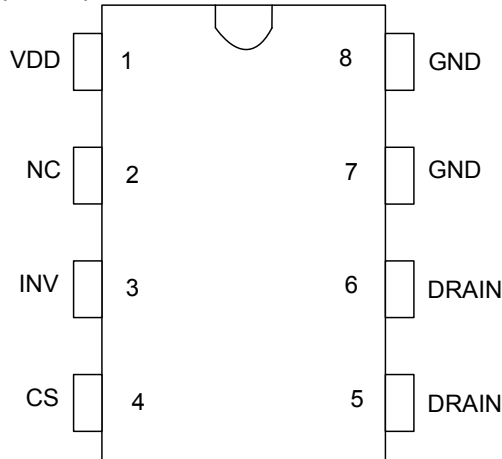 VDD 1 8 GND
NC 2 7 GND
INV 3 6 DRAIN
CS 4 5 DRAIN